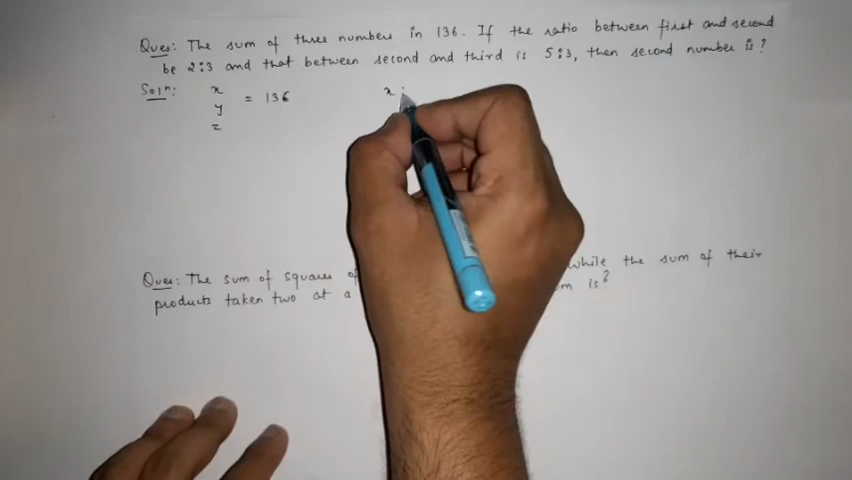 Ques: The sum of three numbers in 136. If the ratio between first and second
be 2:3 and that between second and third is 5:3, then second number is?
Solⁿ: x
y = 136
z
x :
Ques: The sum of squares of while the sum of their
products taken two at a is?